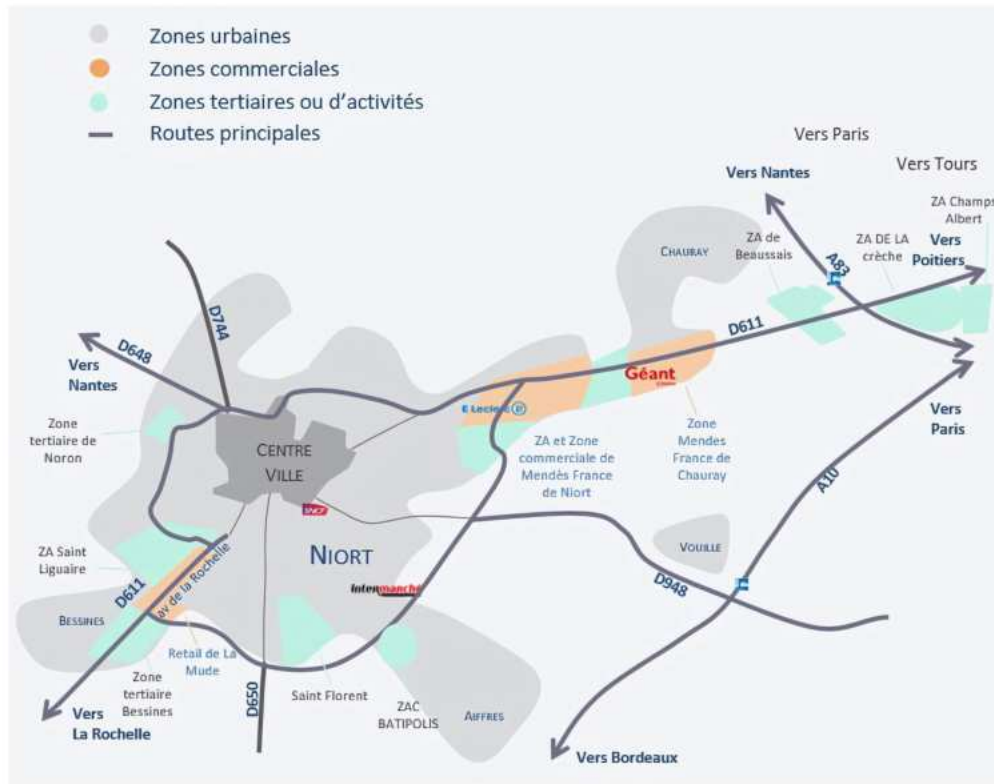 Zones urbaines
Zones commerciales
Zones tertiaires ou d'activités
Routes principales
Vers Paris
Vers Tours
Vers Nantes
ZA Champs
Albert
ZA de
Beaussais
ZA DE LA
crèche
Vers
Poitiers
A83
CHAURAY
D611
D744
D648
Vers
Nantes
Géant
E.Leclerc
Vers
Paris
Zone
tertiaire de
Noron
CENTRE
VILLE
ZA et Zone
commerciale de
Mendès France
de Niort
Zone
Mendes
France de
Chauray
A10
SNCF
NIORT
VOUILLE
ZA Saint
Liguaire
D611
av de la Rochelle
Intermarché
D948
BESSINES
Retail de La
Mude
Zone
tertiaire
Bessines
D650
Saint Florent
ZAC
BATIPOLIS
AIFFRES
Vers
La Rochelle
Vers Bordeaux